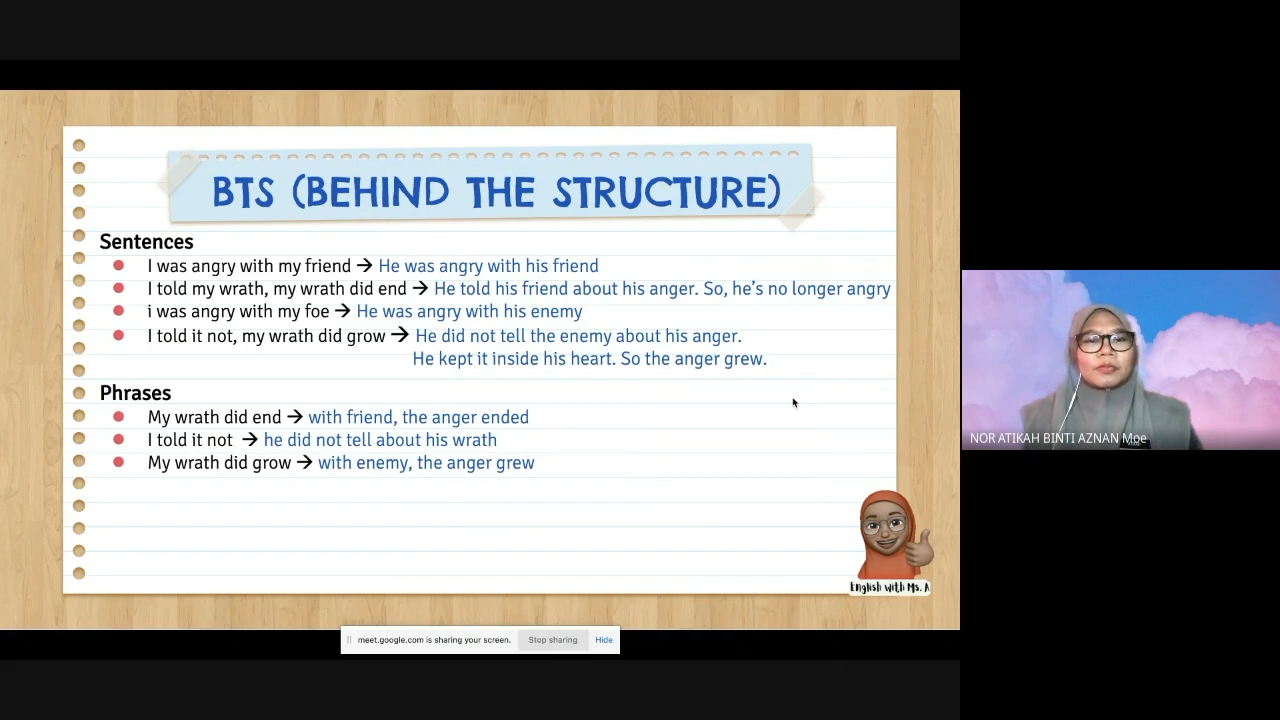 BTS (BEHIND THE STRUCTURE)
Sentences
I was angry with my friend → He was angry with his friend
I told my wrath, my wrath did end → He told his friend about his anger. So, he's no longer angry
i was angry with my foe → He was angry with his enemy
I told it not, my wrath did grow → He did not tell the enemy about his anger.
He kept it inside his heart. So the anger grew.
Phrases
My wrath did end → with friend, the anger ended
I told it not → he did not tell about his wrath
My wrath did grow → with enemy, the anger grew
English with Ms. A
meet.google.com is sharing your screen. Stop sharing Hide
NOR ATIKAH BINTI AZNAN Moe